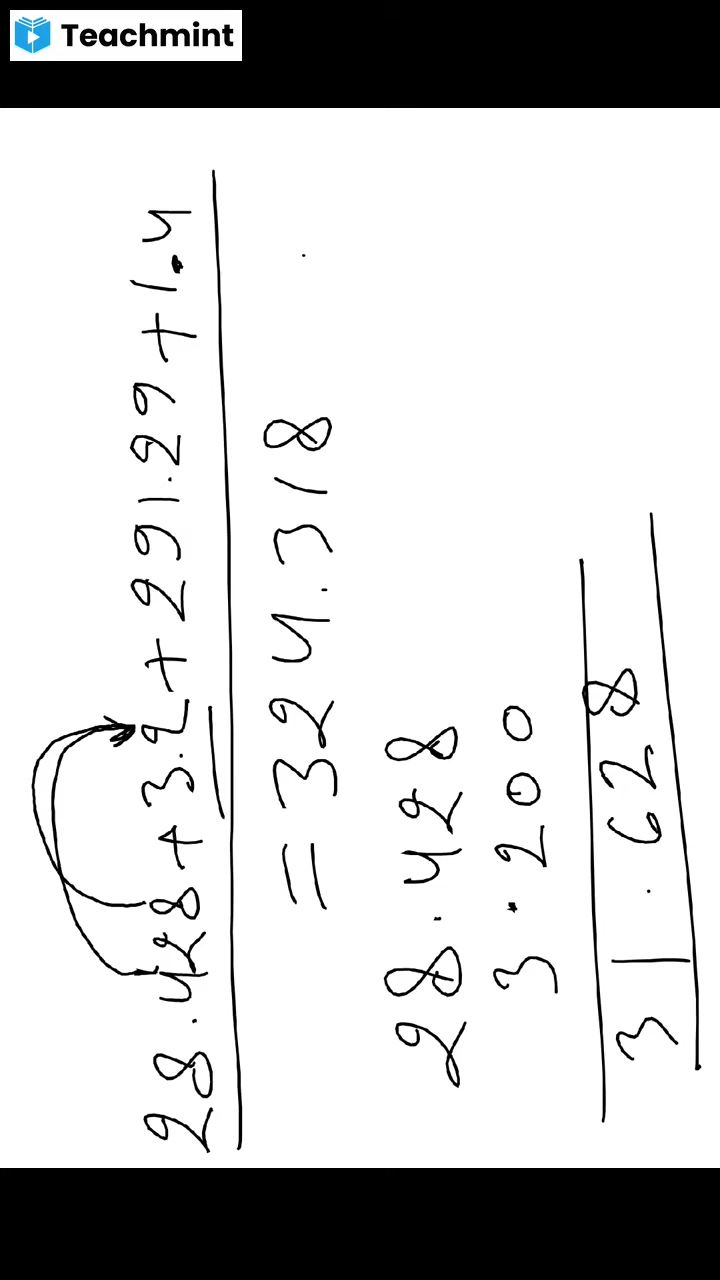 Teachmint
28.428 + 3.2 + 291.29 + 1.4
= 324.318
28.428
3.200
31.628